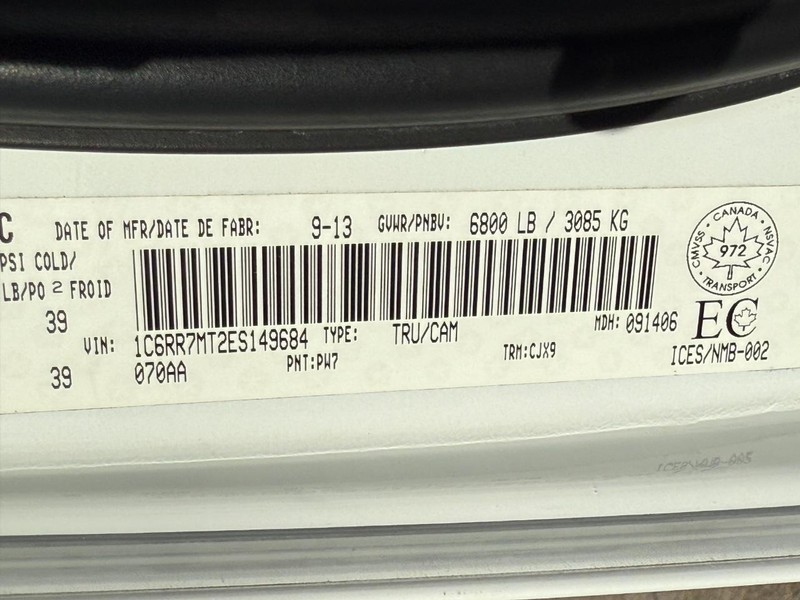 C DATE OF MFR/DATE DE FABR: 9-13 GVWR/PNBV: 6800 LB / 3085 KG
PSI COLD/
LB/PO 2 FROID
39
39
VIN: 1C6RR7MT2ES149684 TYPE: TRU/CAM MDH: 091406
070AA PNT:PW7 TRM:CJX9
CANADA
CMVSS NSVAC
972
TRANSPORT
EC
ICES/NMB-002